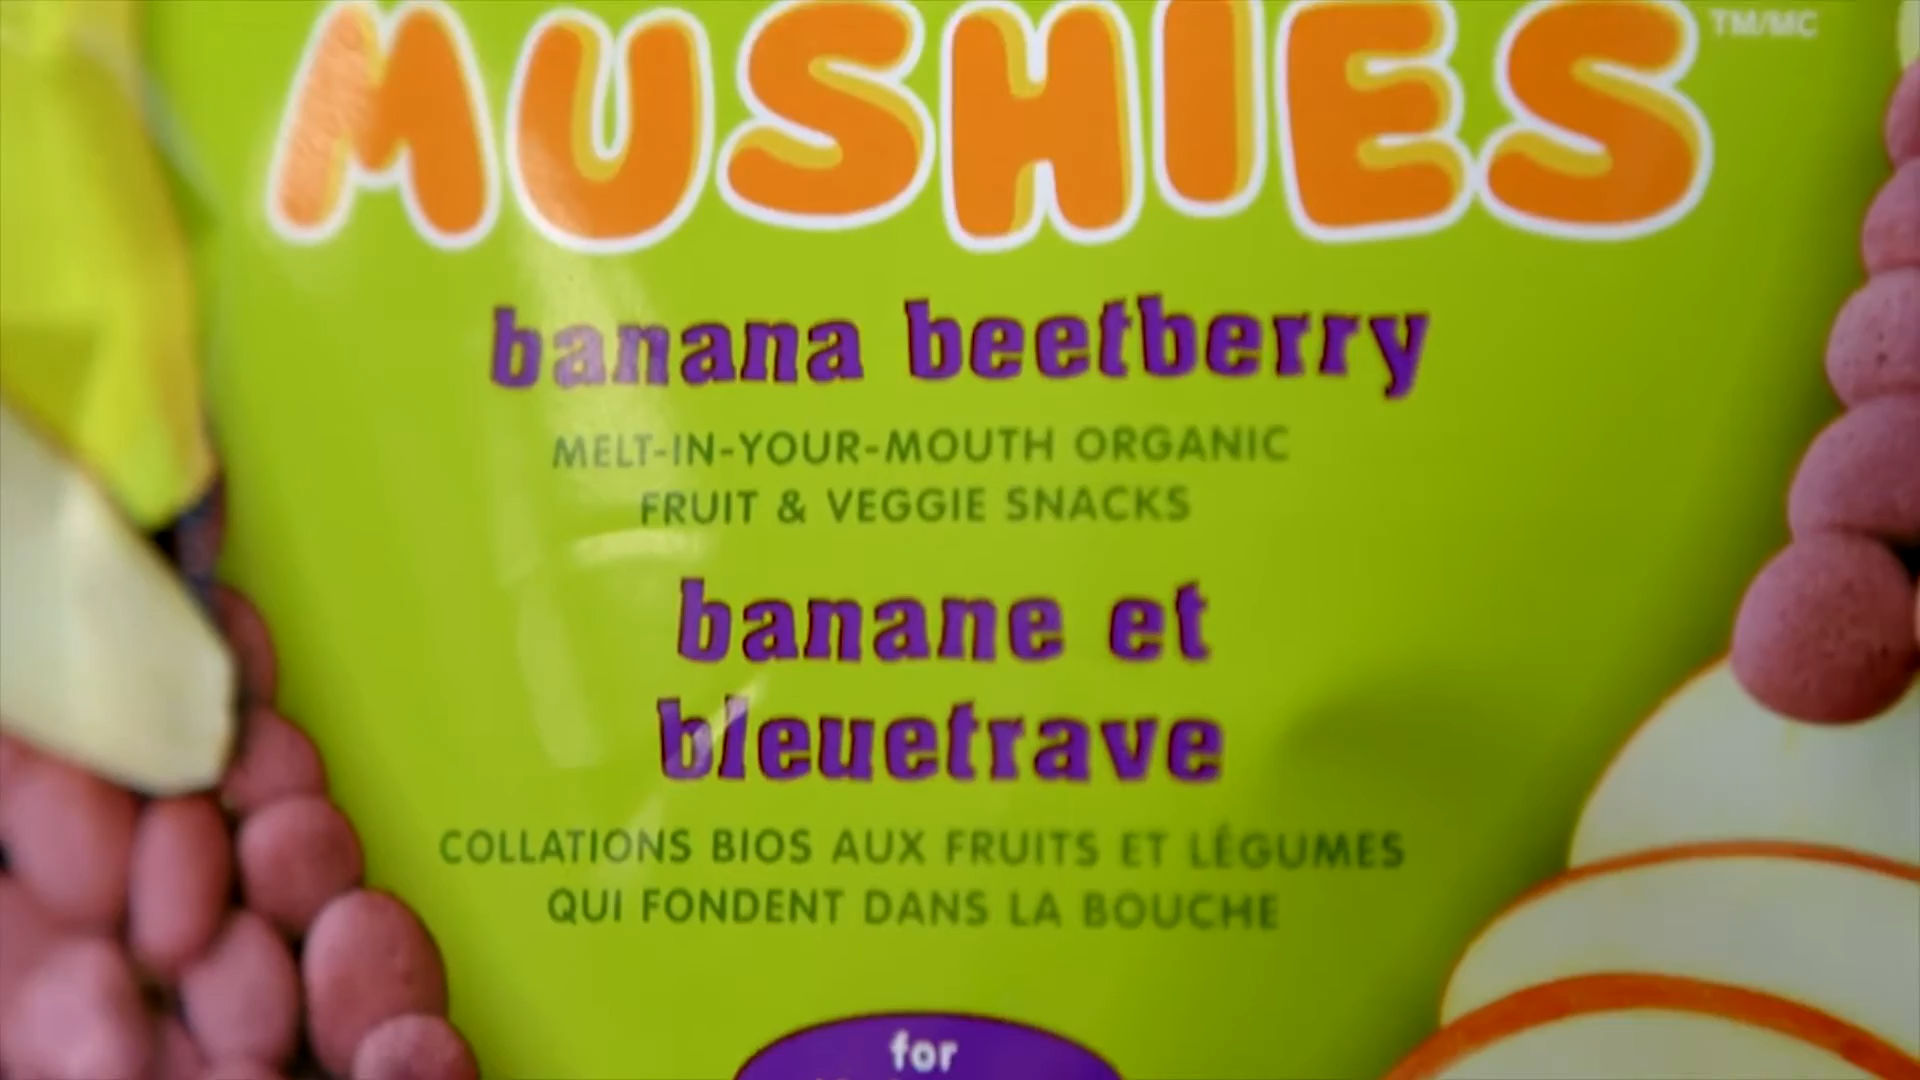 MUSHIES TM/MC
banana beetberry
MELT-IN-YOUR-MOUTH ORGANIC
FRUIT & VEGGIE SNACKS
banane et
bleuetrave
COLLATIONS BIOS AUX FRUITS ET LÉGUMES
QUI FONDENT DANS LA BOUCHE
for